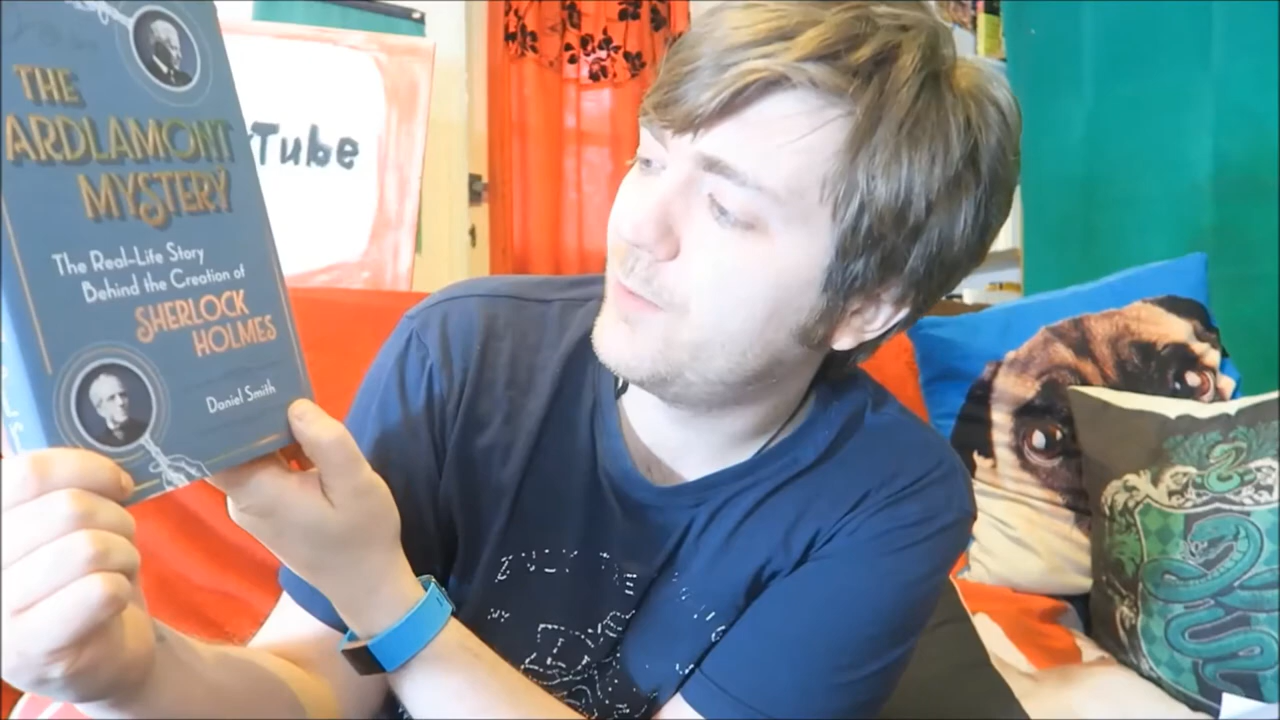 THE
ARDLAMONT
MYSTERY
The Real-Life Story
Behind the Creation of
SHERLOCK
HOLMES
Daniel Smith
Tube